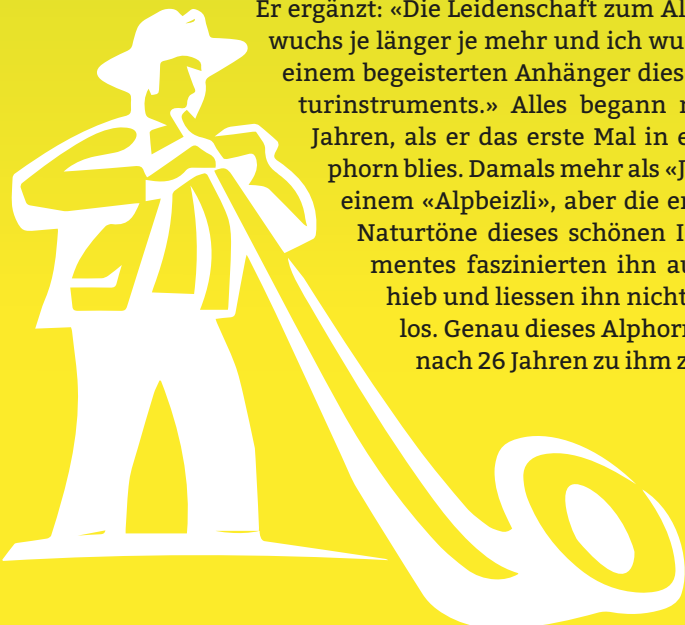 Er ergänzt: «Die Leidenschaft zum Al
wuchs je länger je mehr und ich wu
einem begeisterten Anhänger dies
turinstruments.» Alles begann
Jahren, als er das erste Mal in e
phorn blies. Damals mehr als «J
einem «Alpbeizli», aber die er
Naturtöne dieses schönen I
mentes faszinierten ihn au
hieb und liessen ihn nicht
los. Genau dieses Alphor
nach 26 Jahren zu ihm z